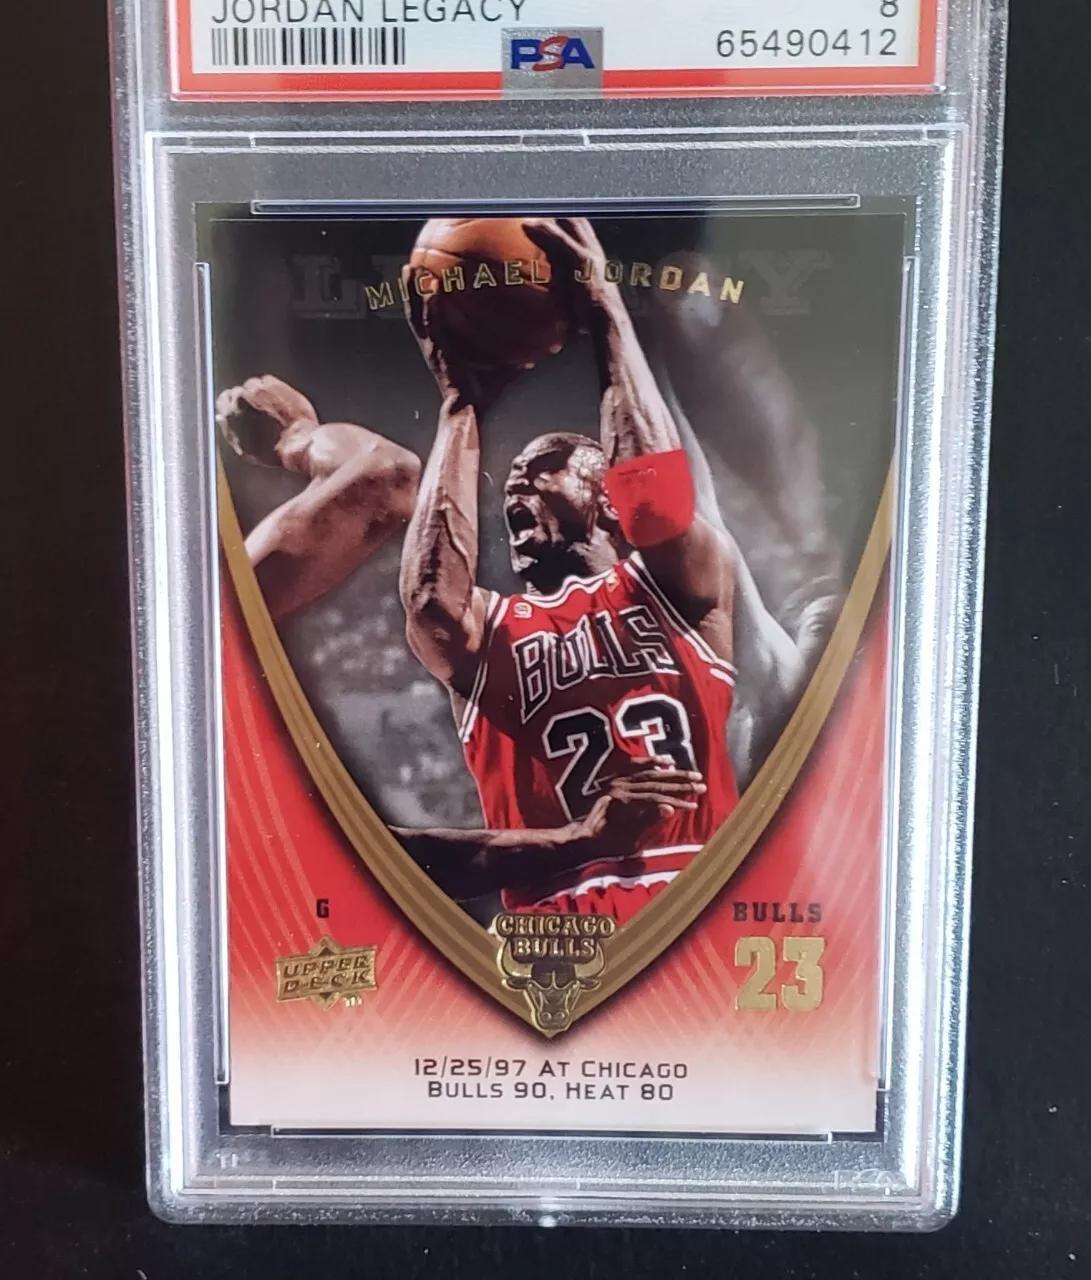 JORDAN LEGACY
8
PSA
65490412
LEGACY
MICHAEL JORDAN
BULLS
23
G
BULLS
UPPER
DECK
23
CHICAGO
BULLS
12/25/97 AT CHICAGO
BULLS 90, HEAT 80